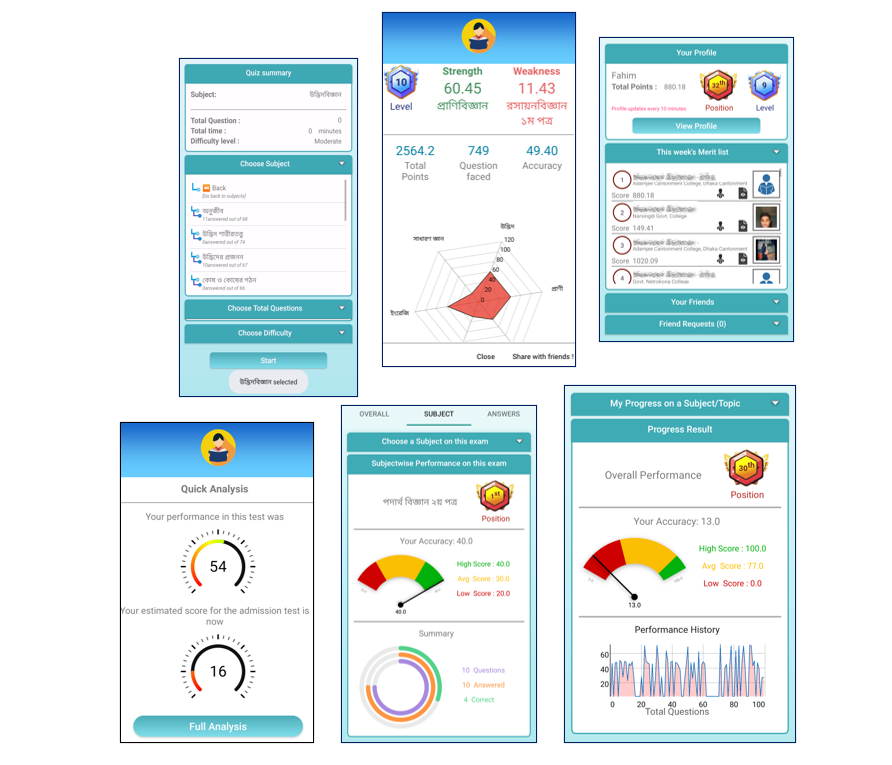 Quiz summary
Subject: উদ্ভিদবিজ্ঞান
Total Question : 0
Total time : 0 minutes
Difficulty level : Moderate
Choose Subject
Back
[Go back to subjects]
অনুজীব
11answered out of 68
উদ্ভিদ শারীরতত্ত্ব
0answered out of 74
উদ্ভিদের প্রজনন
10answered out of 67
কোষ ও কোষের গঠন
0answered out of 66
Choose Total Questions
Choose Difficulty
Start
উদ্ভিদবিজ্ঞান selected
10
Level
Strength
60.45
প্রাণিবিজ্ঞান
Weakness
11.43
রসায়নবিজ্ঞান
১ম পত্র
2564.2
Total
Points
749
Question
faced
49.40
Accuracy
উদ্ভিদ
সাধারণ জ্ঞান
প্রাণী
ইংরেজি
120
100
80
60
40
20
0
Close Share with friends !
Your Profile
Fahim
Total Points : 880.18
Profile updates every 10 minutes
32th
Position
9
Level
View Profile
This week's Merit list
1
Adamjee Cantonment College, Dhaka Cantonment
Score 880.18
2
Narsingdi Govt. College
Score 149.41
3
Adamjee Cantonment College, Dhaka Cantonment
Score 1020.09
4
Govt. Netrokona College
Your Friends
Friend Requests (0)
Quick Analysis
Your performance in this test was
54
Your estimated score for the admission test is
now
16
Full Analysis
OVERALL SUBJECT ANSWERS
Choose a Subject on this exam
Subjectwise Performance on this exam
পদার্থ বিজ্ঞান ২য় পত্র
1st
Position
Your Accuracy: 40.0
High Score : 40.0
Avg Score : 30.0
Low Score : 20.0
40.0
Summary
10 Questions
10 Answered
4 Correct
My Progress on a Subject/Topic
Progress Result
Overall Performance
30th
Position
Your Accuracy: 13.0
High Score : 100.0
Avg Score : 77.0
Low Score : 0.0
0.0
100.0
13.0
Performance History
60
40
20
0 20 40 60 80 100
Total Questions